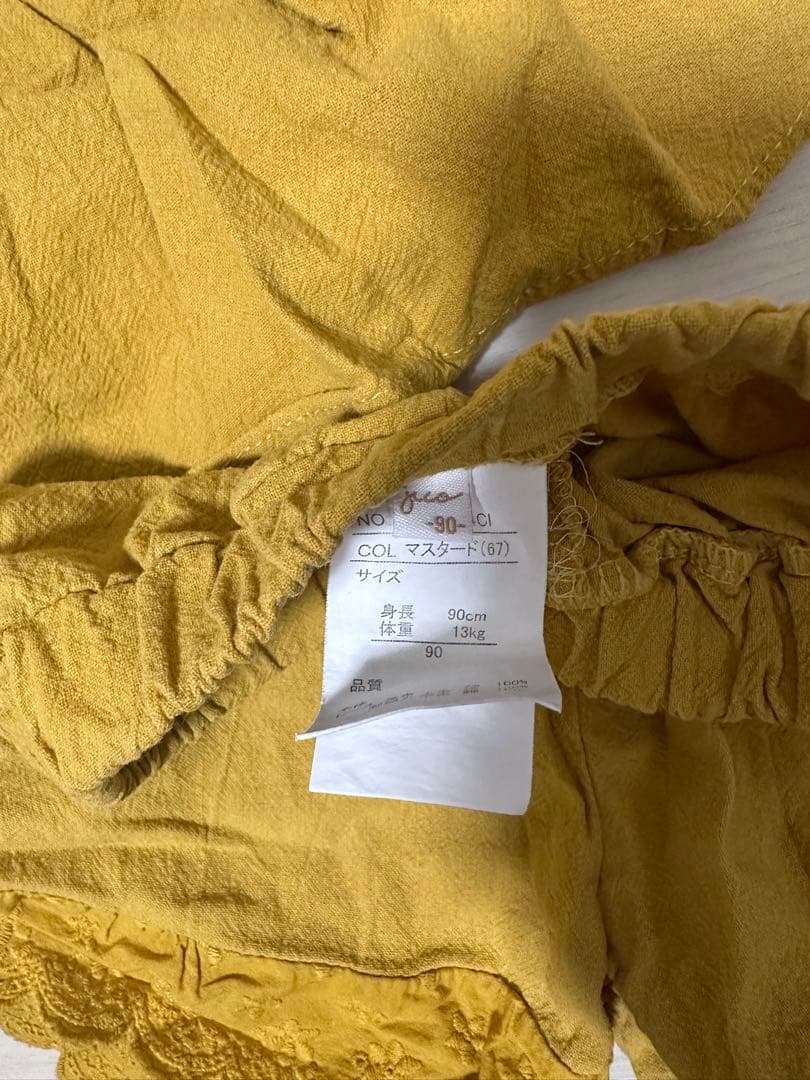 -90-
NO
CI
COL マスタード(67)
サイズ
身長 90cm
体重 13kg
90
品質
綿 100%